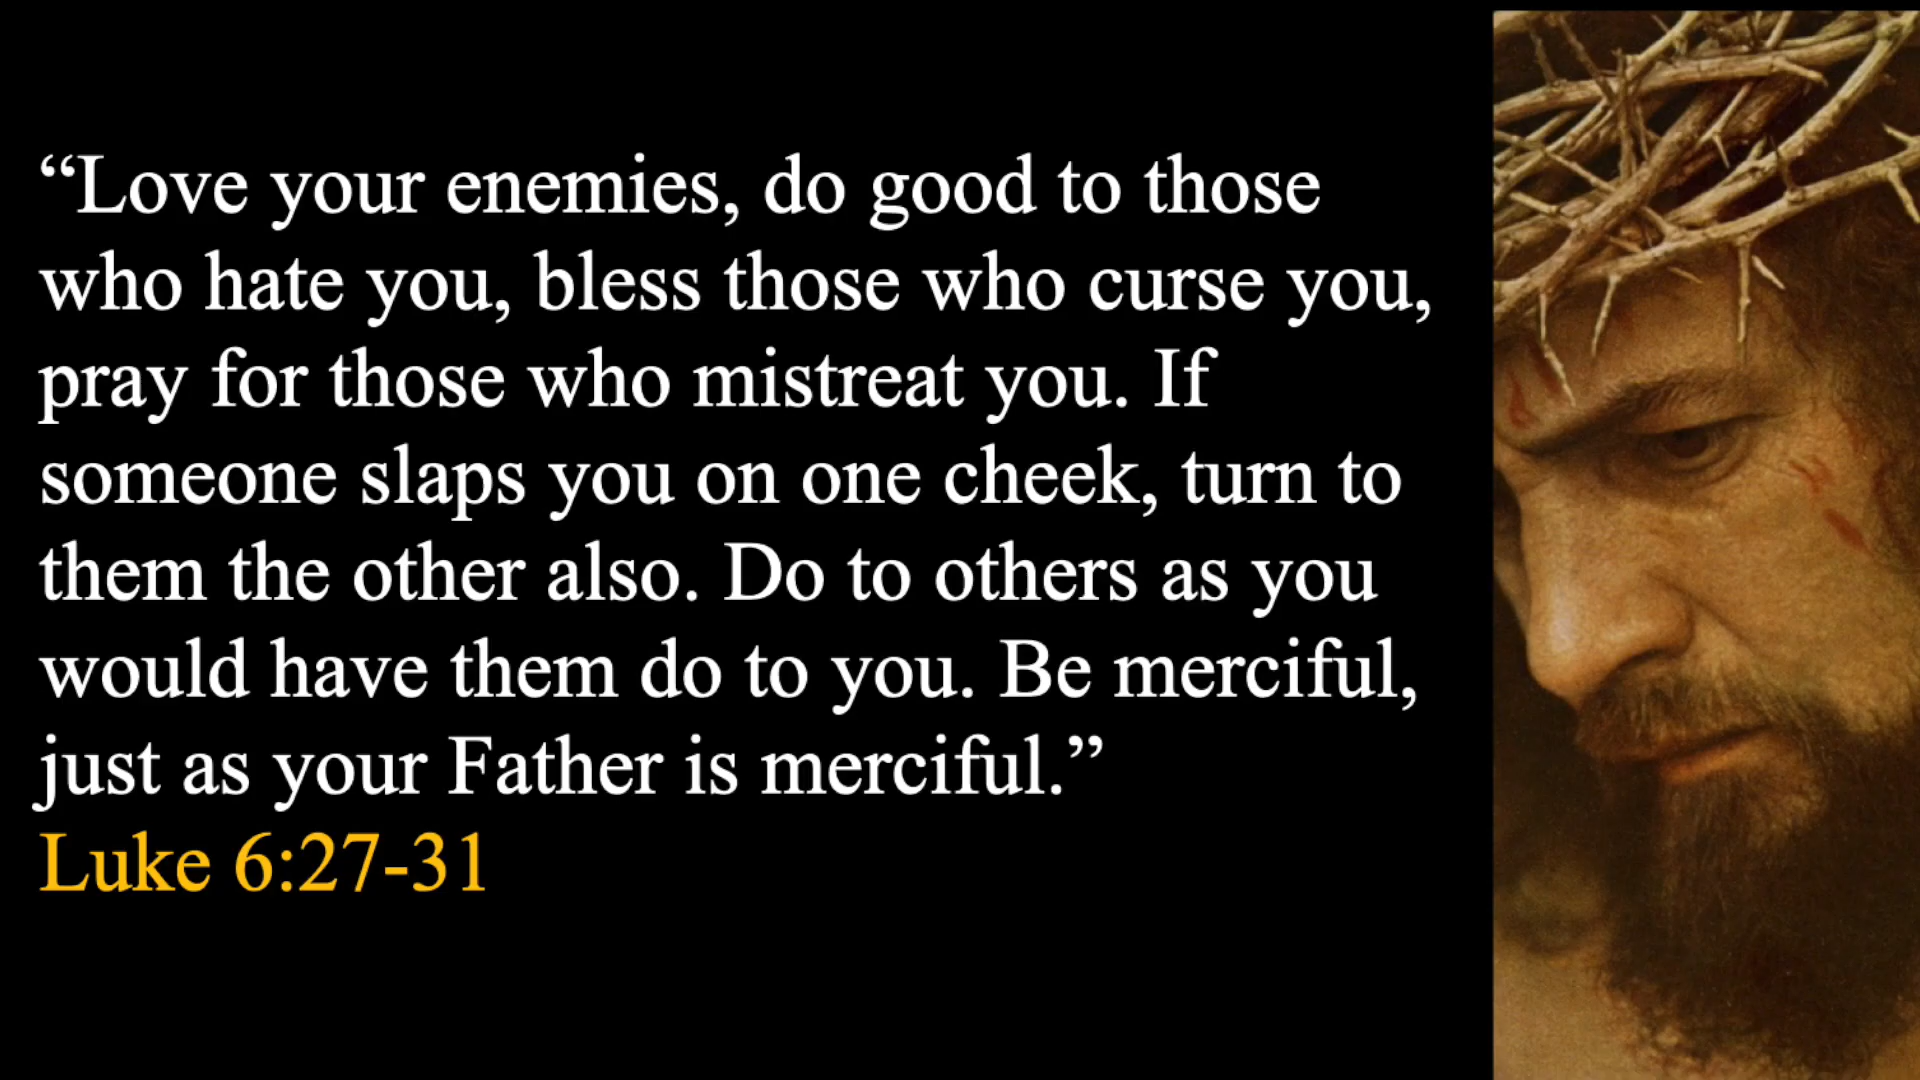 “Love your enemies, do good to those
who hate you, bless those who curse you,
pray for those who mistreat you. If
someone slaps you on one cheek, turn to
them the other also. Do to others as you
would have them do to you. Be merciful,
just as your Father is merciful.”
Luke 6:27-31